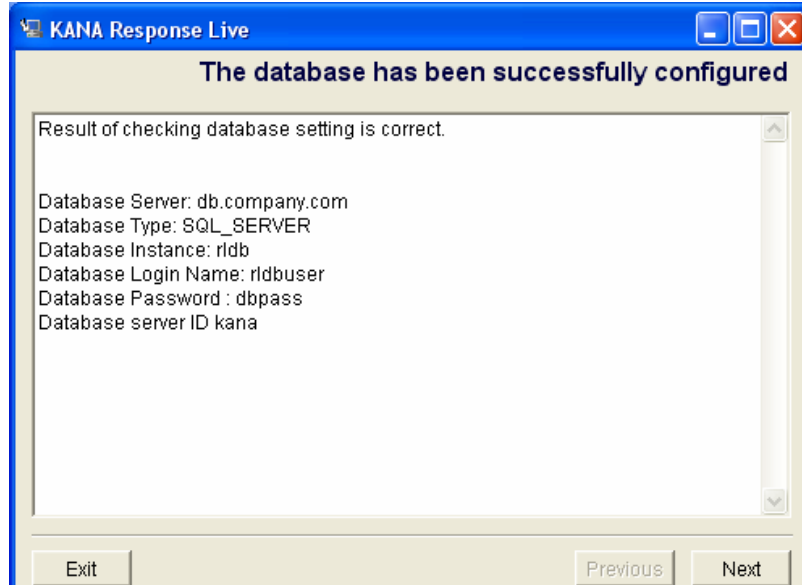 KANA Response Live
The database has been successfully configured
Result of checking database setting is correct.
Database Server: db.company.com
Database Type: SQL_SERVER
Database Instance: rldb
Database Login Name: rldbuser
Database Password : dbpass
Database server ID kana
Exit
Previous
Next